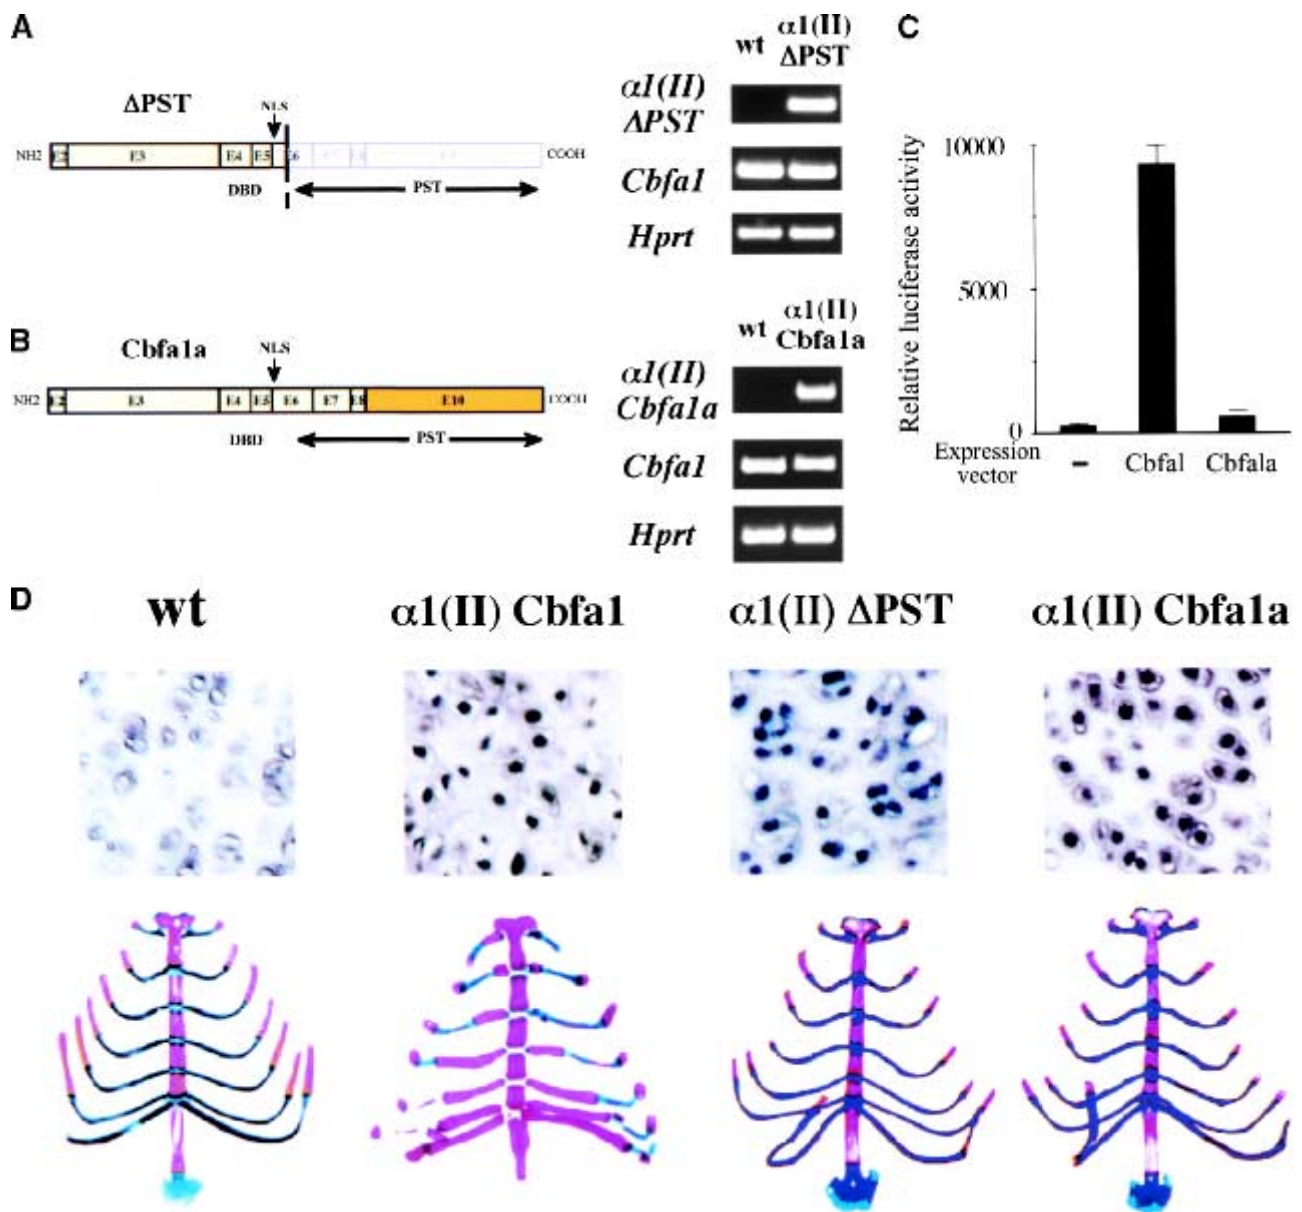 A
ΔPST
NLS
NH2 E2 E3 E4 E5 E6 COOH
DBD
PST
wt α1(II) ΔPST
α1(II) ΔPST
Cbfa1
Hprt
B
Cbfa1a
NLS
NH2 E2 E3 E4 E5 E6 E7 E8 E10 COOH
DBD
PST
wt α1(II) Cbfa1a
α1(II) Cbfa1a
Cbfa1
Hprt
C
Relative luciferase activity
10000
5000
0
Expression vector
– Cbfa1 Cbfa1a
D
wt α1(II) Cbfa1 α1(II) ΔPST α1(II) Cbfa1a